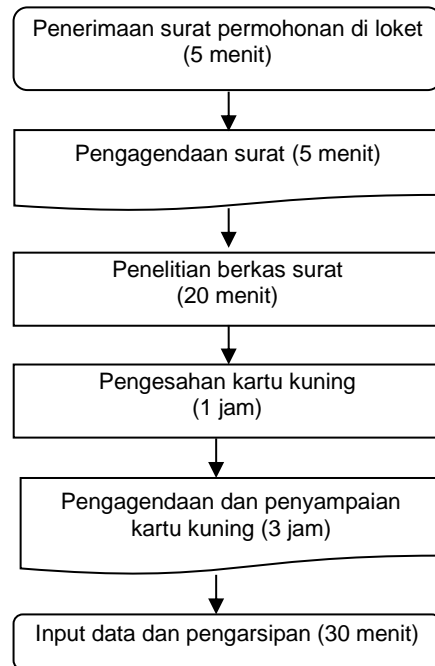 Penerimaan surat permohonan di loket
(5 menit)
Pengagendaan surat (5 menit)
Penelitian berkas surat
(20 menit)
Pengesahan kartu kuning
(1 jam)
Pengagendaan dan penyampaian
kartu kuning (3 jam)
Input data dan pengarsipan (30 menit)